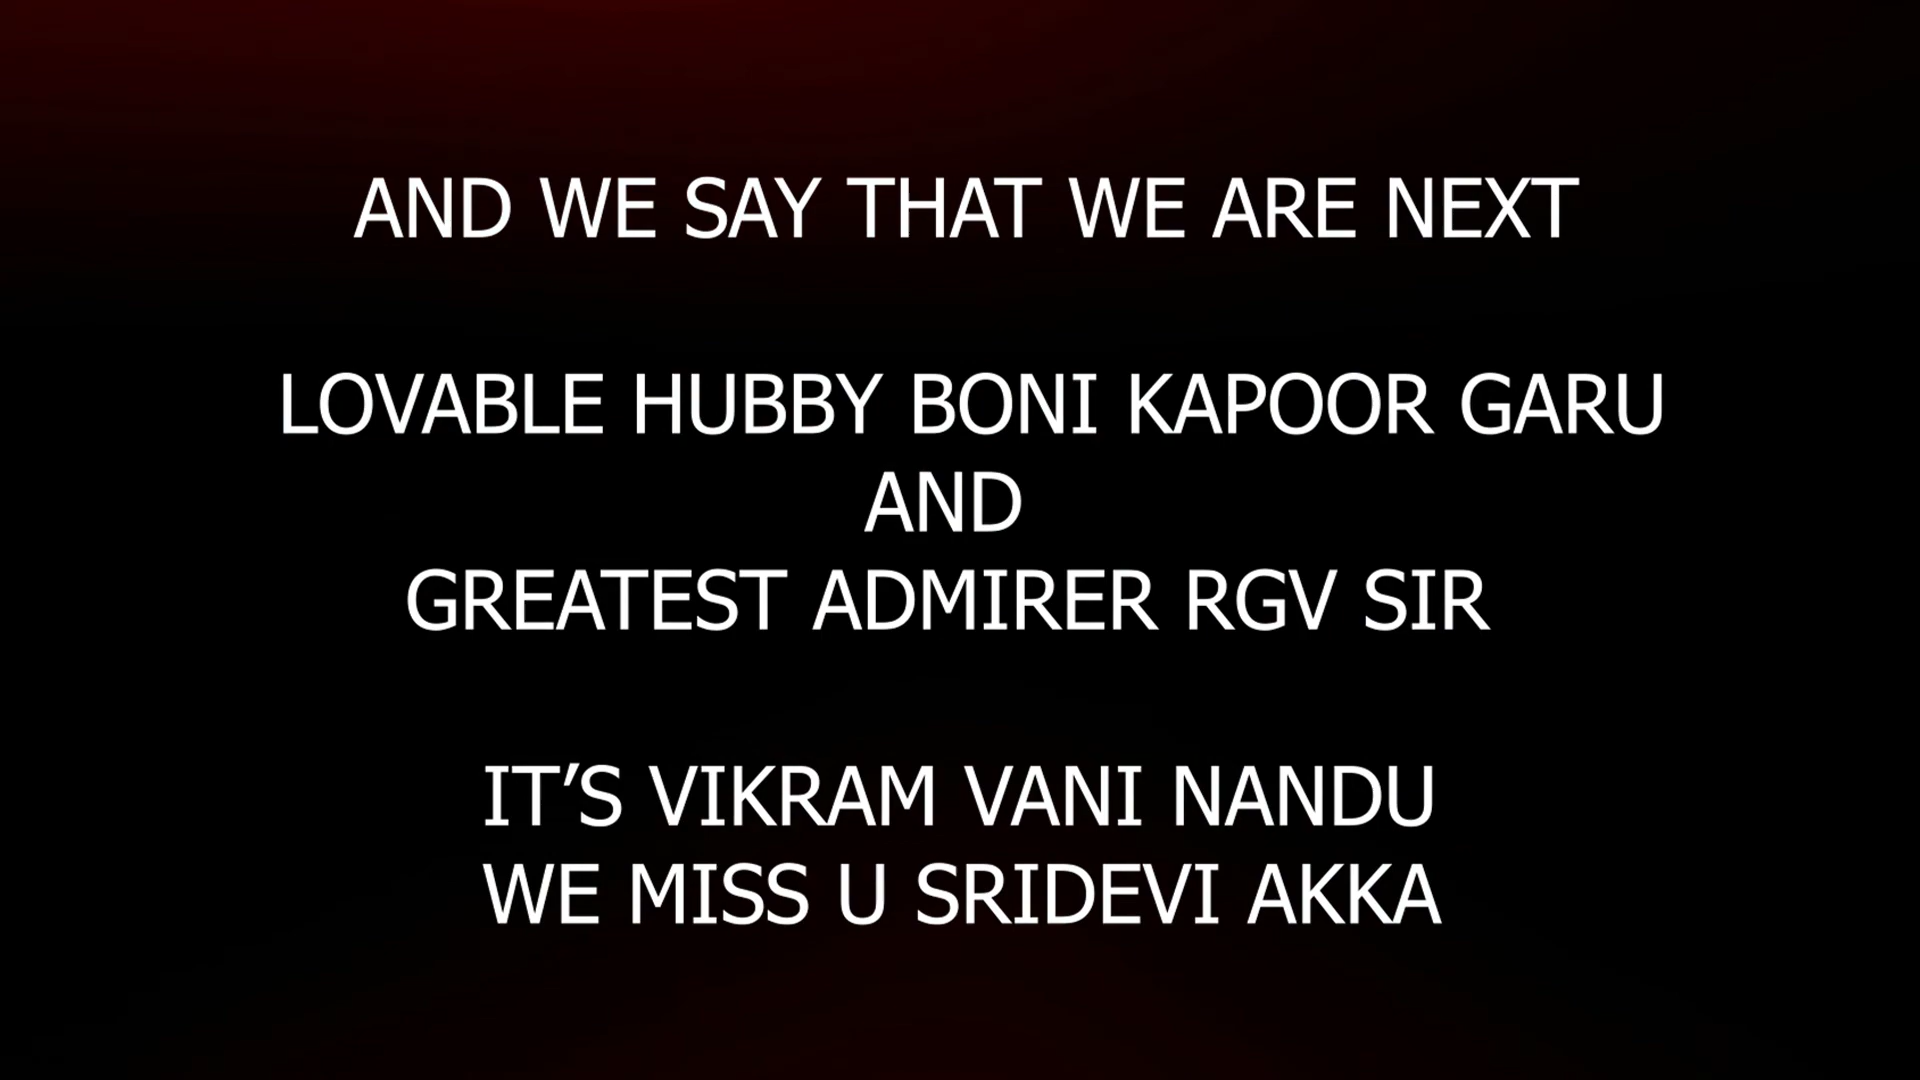 AND WE SAY THAT WE ARE NEXT
LOVABLE HUBBY BONI KAPOOR GARU
AND
GREATEST ADMIRER RGV SIR
IT’S VIKRAM VANI NANDU
WE MISS U SRIDEVI AKKA